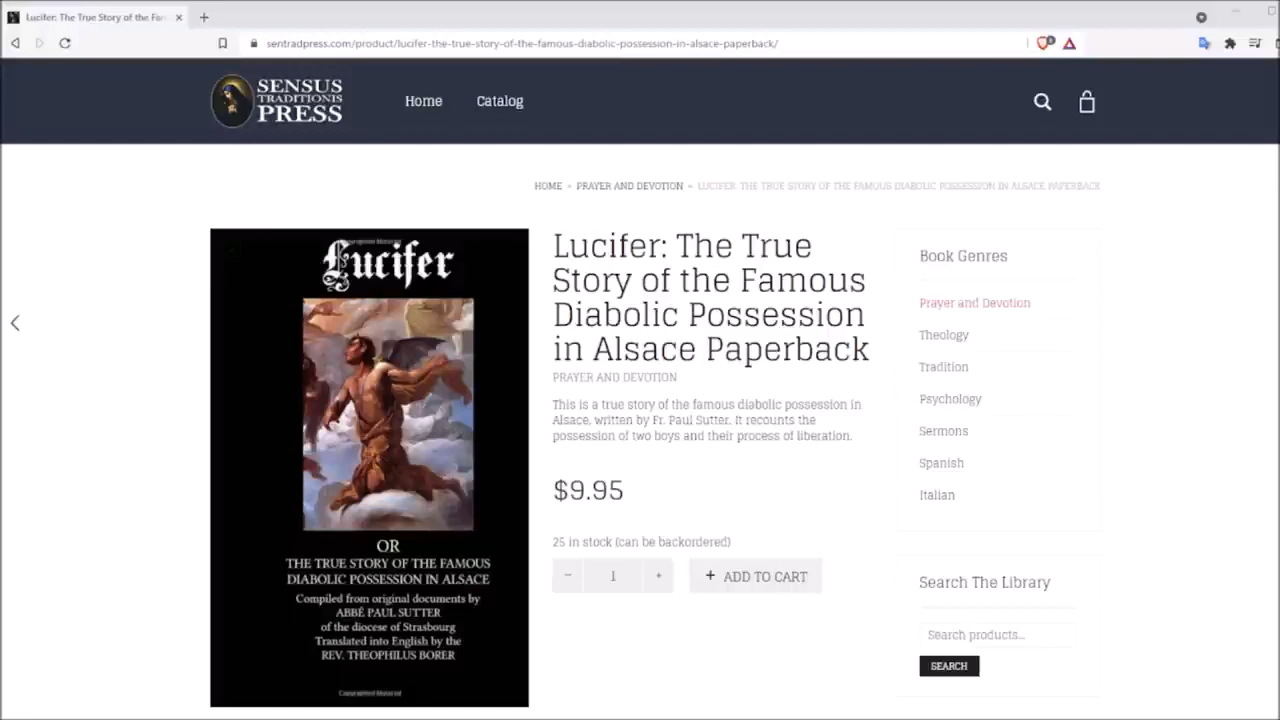 Lucifer: The True Story of the Fam
sentradpress.com/product/lucifer-the-true-story-of-the-famous-diabolic-possession-in-alsace-paperback/
SENSUS
TRADITIONIS
PRESS
Home
Catalog
HOME » PRAYER AND DEVOTION » LUCIFER: THE TRUE STORY OF THE FAMOUS DIABOLIC POSSESSION IN ALSACE PAPERBACK
Copyrighted Material
Lucifer
OR
THE TRUE STORY OF THE FAMOUS
DIABOLIC POSSESSION IN ALSACE
Compiled from original documents by
ABBÉ PAUL SUTTER
of the diocese of Strasbourg
Translated into English by the
REV. THEOPHILUS BORER
Copyrighted Material
Lucifer: The True
Story of the Famous
Diabolic Possession
in Alsace Paperback
PRAYER AND DEVOTION
This is a true story of the famous diabolic possession in
Alsace, written by Fr. Paul Sutter. It recounts the
possession of two boys and their process of liberation.
$9.95
25 in stock (can be backordered)
- 1 +
+ ADD TO CART
Book Genres
Prayer and Devotion
Theology
Tradition
Psychology
Sermons
Spanish
Italian
Search The Library
Search products...
SEARCH